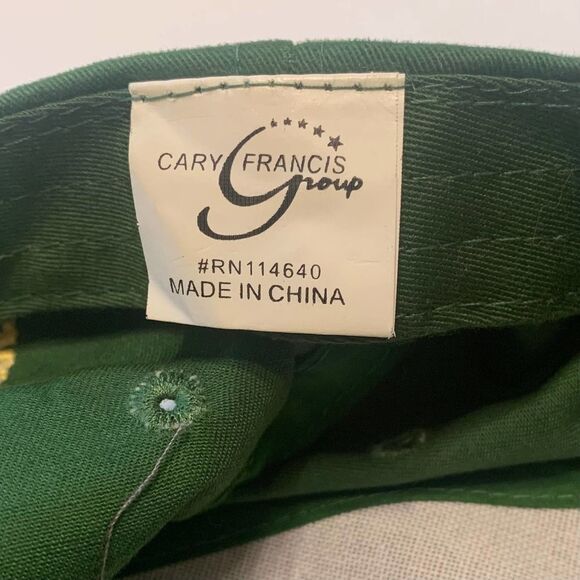 CARY FRANCIS
Group
#RN114640
MADE IN CHINA